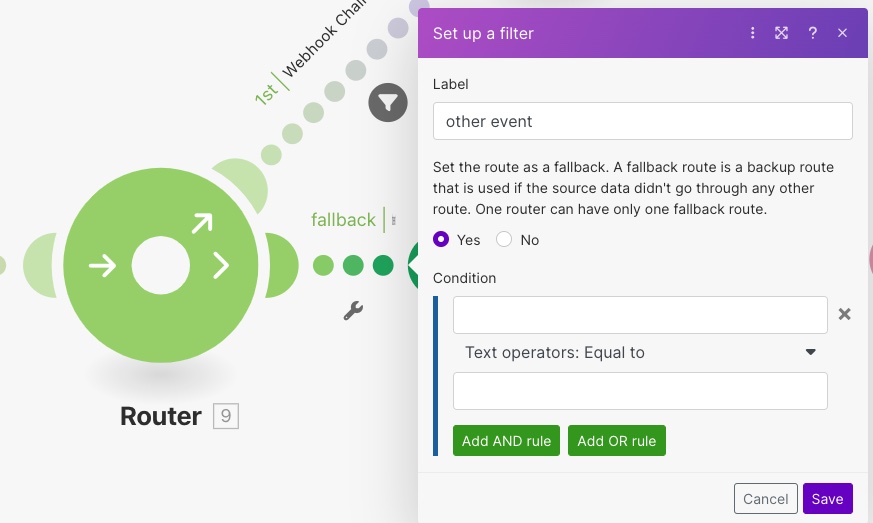 1st | Webhook Chall
fallback
Router 9
Set up a filter
Label
other event
Set the route as a fallback. A fallback route is a backup route
that is used if the source data didn't go through any other
route. One router can have only one fallback route.
Yes No
Condition
Text operators: Equal to
Add AND rule Add OR rule
Cancel Save